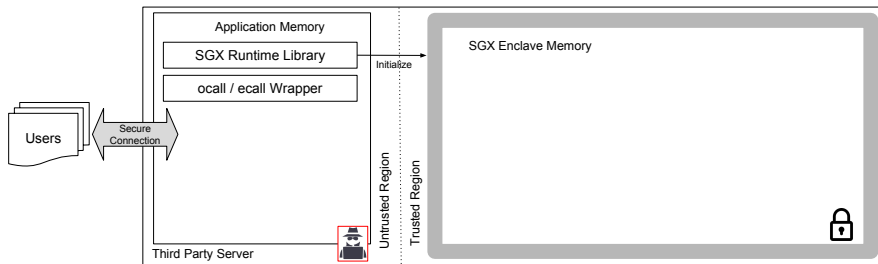 Application Memory
SGX Runtime Library
Initialize
SGX Enclave Memory
ocall / ecall Wrapper
Users
Secure
Connection
Untrusted Region
Trusted Region
Third Party Server